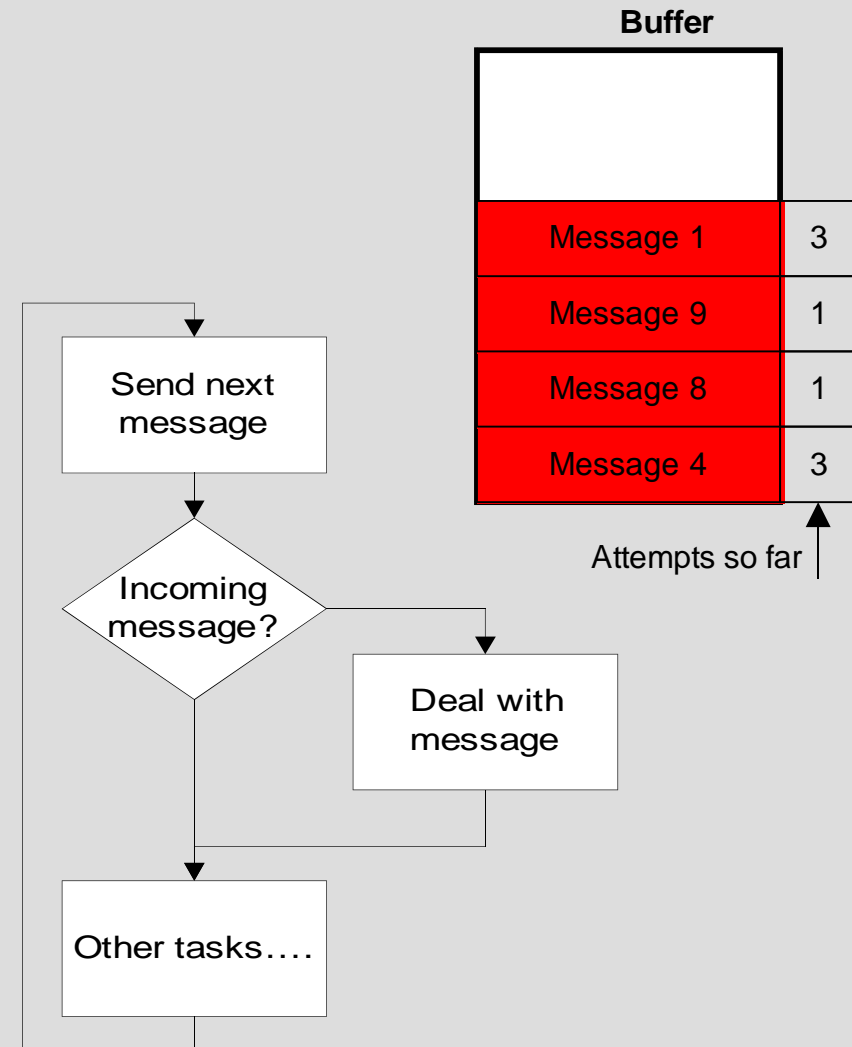 Buffer
Message 1 3
Message 9 1
Message 8 1
Message 4 3
Attempts so far
Send next
message
Incoming
message?
Deal with
message
Other tasks....